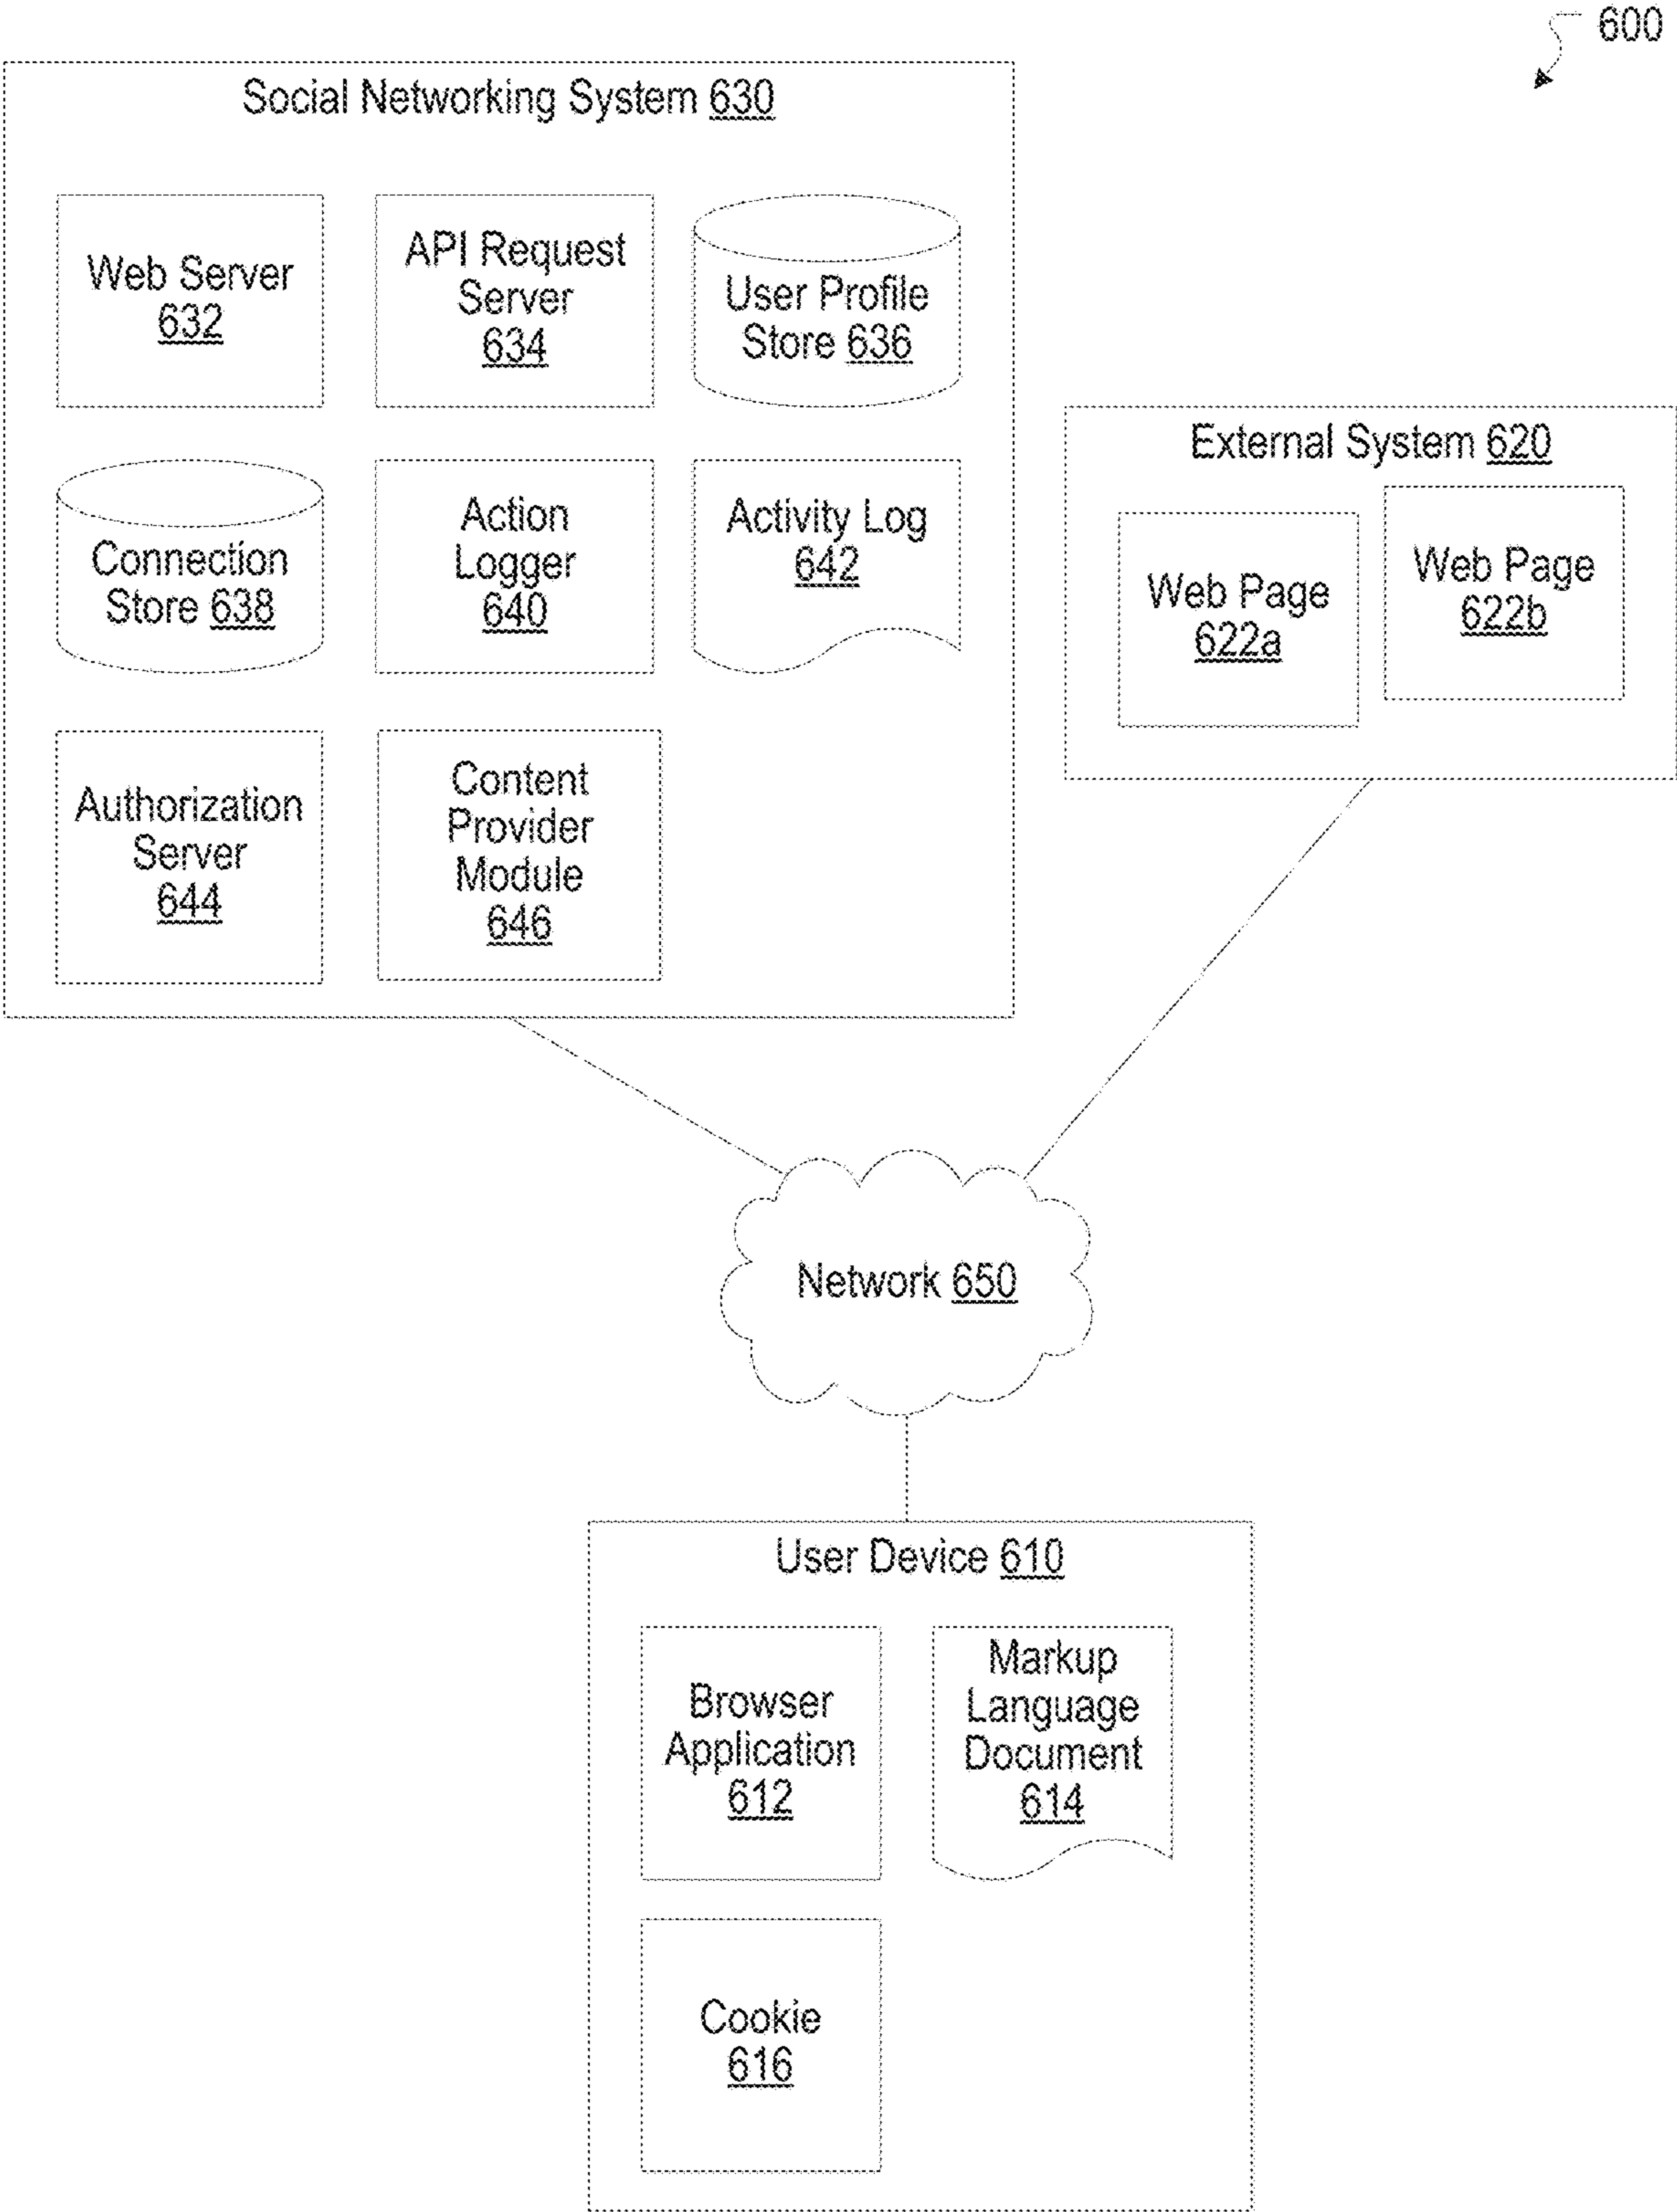 600
Social Networking System 630
Web Server
632
API Request
Server
634
User Profile
Store 636
Connection
Store 638
Action
Logger
640
Activity Log
642
Authorization
Server
644
Content
Provider
Module
646
External System 620
Web Page
622a
Web Page
622b
Network 650
User Device 610
Browser
Application
612
Markup
Language
Document
614
Cookie
616